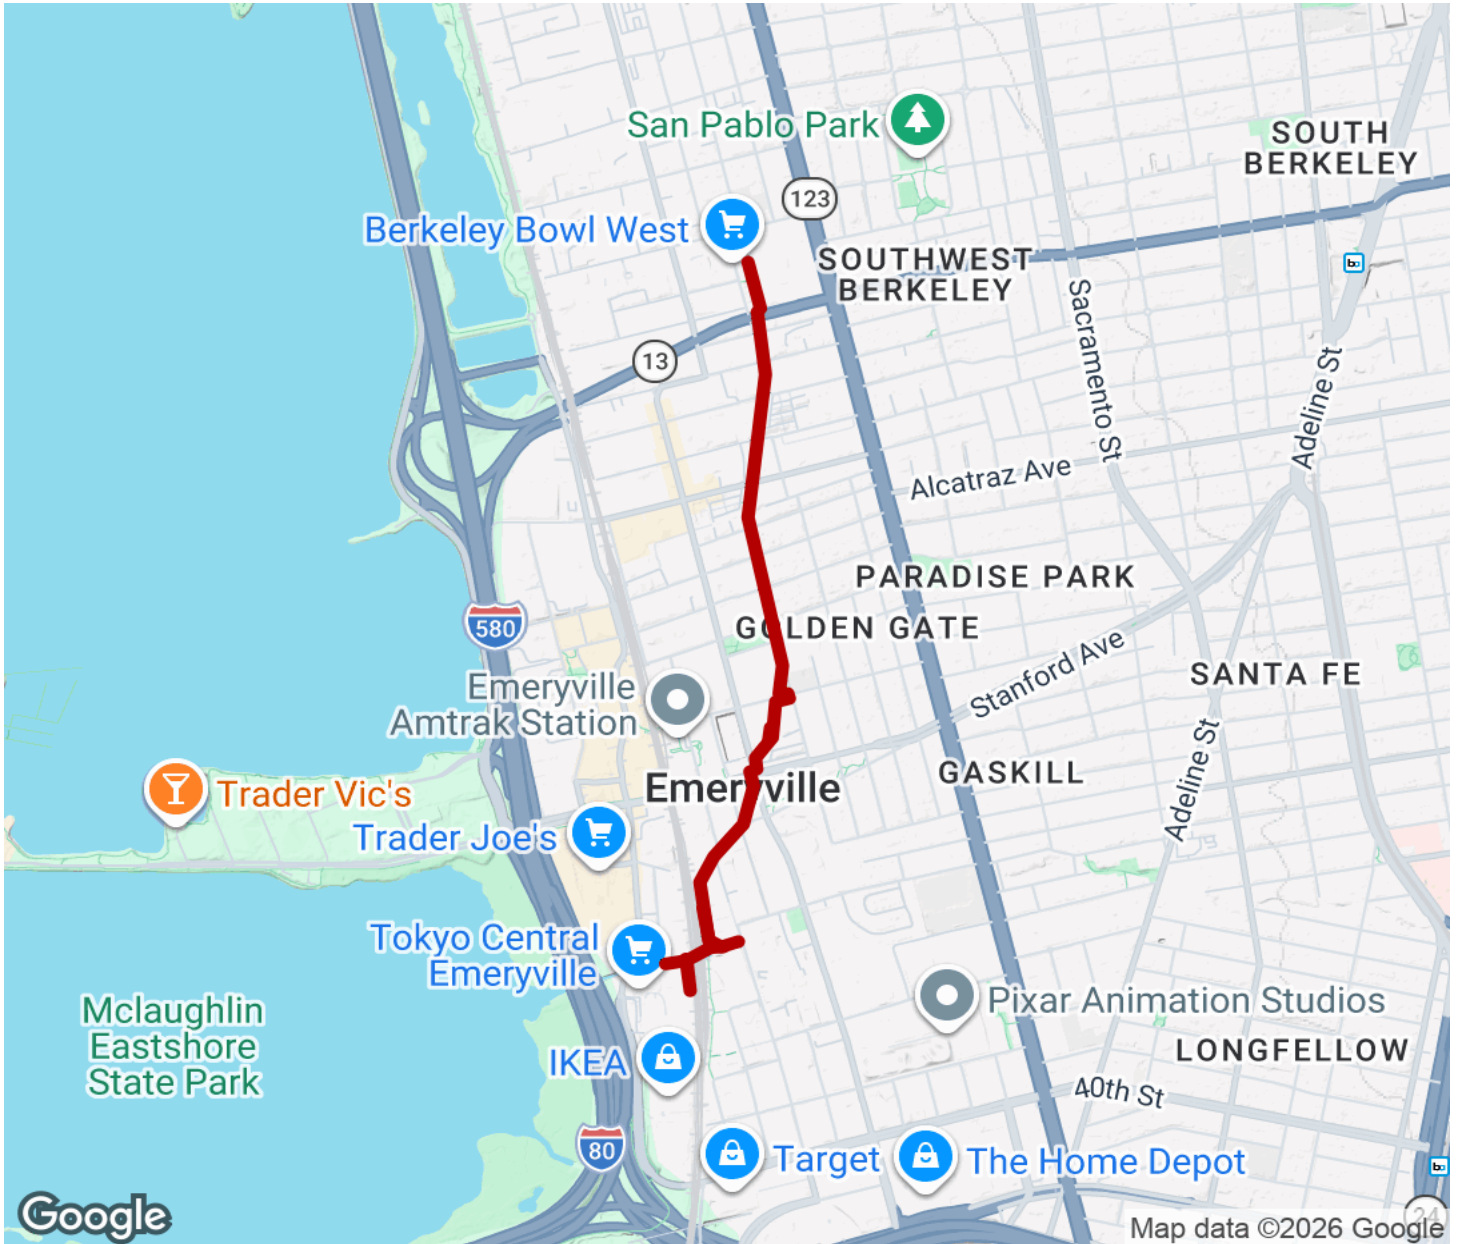 San Pablo Park
SOUTH
BERKELEY
123
Berkeley Bowl West
SOUTHWEST
BERKELEY
Sacramento St
13
Adeline St
Alcatraz Ave
PARADISE PARK
580
GOLDEN GATE
Stanford Ave
SANTA FE
Emeryville
Amtrak Station
Adeline St
GASKILL
Emeryville
Trader Vic's
Trader Joe's
Tokyo Central
Emeryville
Mclaughlin
Eastshore
State Park
Pixar Animation Studios
IKEA
LONGFELLOW
40th St
80
Target
The Home Depot
24
Google
Map data ©2026 Google